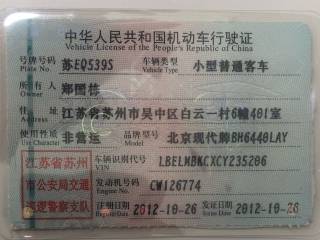 中华人民共和国机动车行驶证
Vehicle License of the People's Republic of China
号牌号码 苏EQ539S 车辆类型 小型普通客车
Plate No. Vehicle Type
所有人 郑国
Owner
住址 江苏省苏州市吴中区白云一村6幢401室
Address
使用性质 非营运 品牌型号 北京现代牌BH6440LAY
Use Character Model
江苏省苏州 车辆识别代号 LBELMBKCXCY235206
VIN
市公安局交通 发动机号码 CW126774
Engine No.
巡逻警察支队 注册日期 2012-10-26 发证日期 2012-10-26
Register Date Issue Date